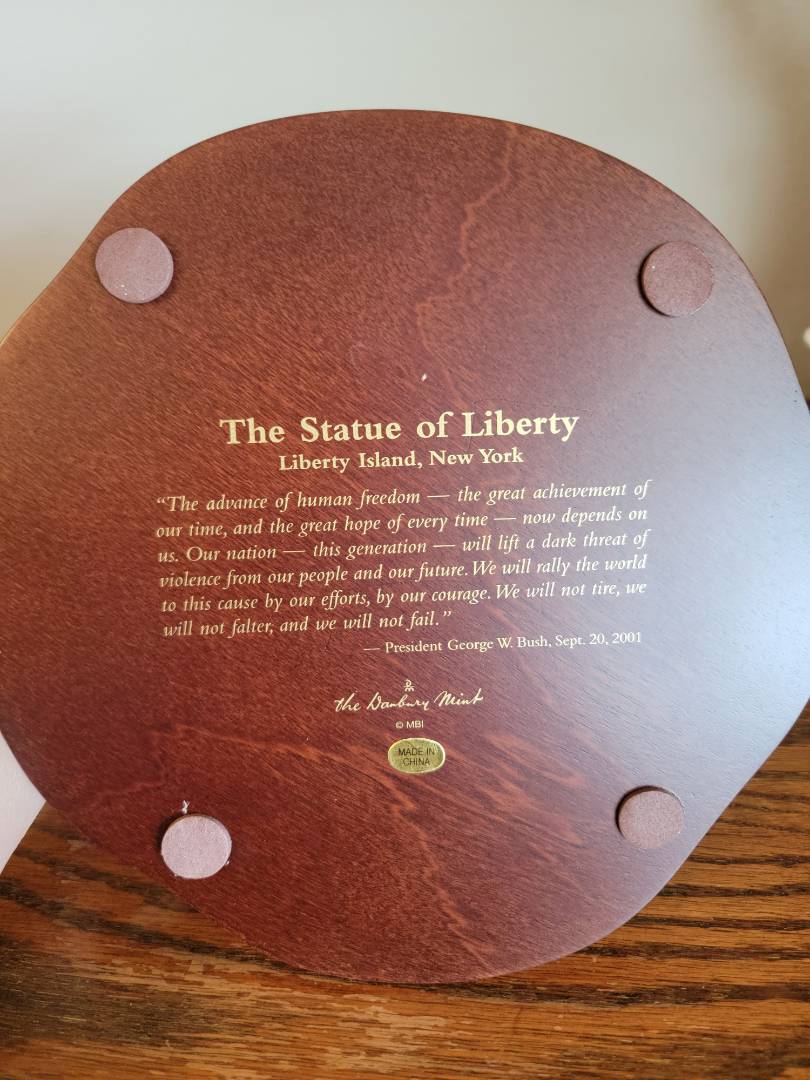 The Statue of Liberty
Liberty Island, New York
“The advance of human freedom — the great achievement of
our time, and the great hope of every time — now depends on
us. Our nation — this generation — will lift a dark threat of
violence from our people and our future. We will rally the world
to this cause by our efforts, by our courage. We will not tire, we
will not falter, and we will not fail.”
— President George W. Bush, Sept. 20, 2001
DM
the Danbury Mint
© MBI
MADE IN
CHINA